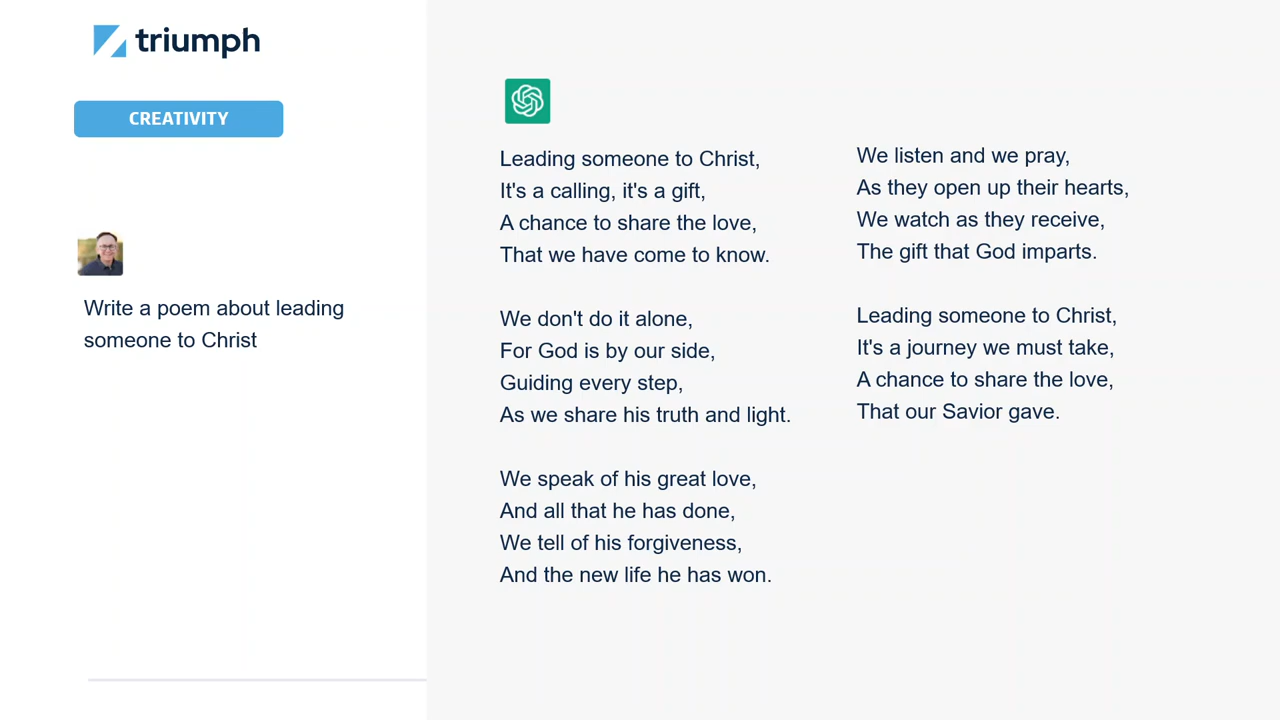 triumph
CREATIVITY
Write a poem about leading
someone to Christ
Leading someone to Christ,
It's a calling, it's a gift,
A chance to share the love,
That we have come to know.
We don't do it alone,
For God is by our side,
Guiding every step,
As we share his truth and light.
We speak of his great love,
And all that he has done,
We tell of his forgiveness,
And the new life he has won.
We listen and we pray,
As they open up their hearts,
We watch as they receive,
The gift that God imparts.
Leading someone to Christ,
It's a journey we must take,
A chance to share the love,
That our Savior gave.